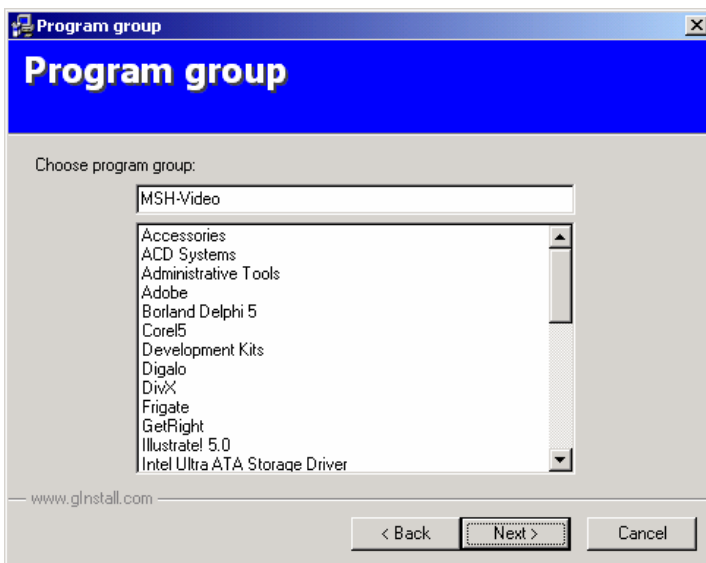 Program group
Program group
Choose program group:
MSH-Video
Accessories
ACD Systems
Administrative Tools
Adobe
Borland Delphi 5
Corel5
Development Kits
Digalo
DivX
Frigate
GetRight
Illustrate! 5.0
Intel Ultra ATA Storage Driver
www.gInstall.com
< Back
Next >
Cancel